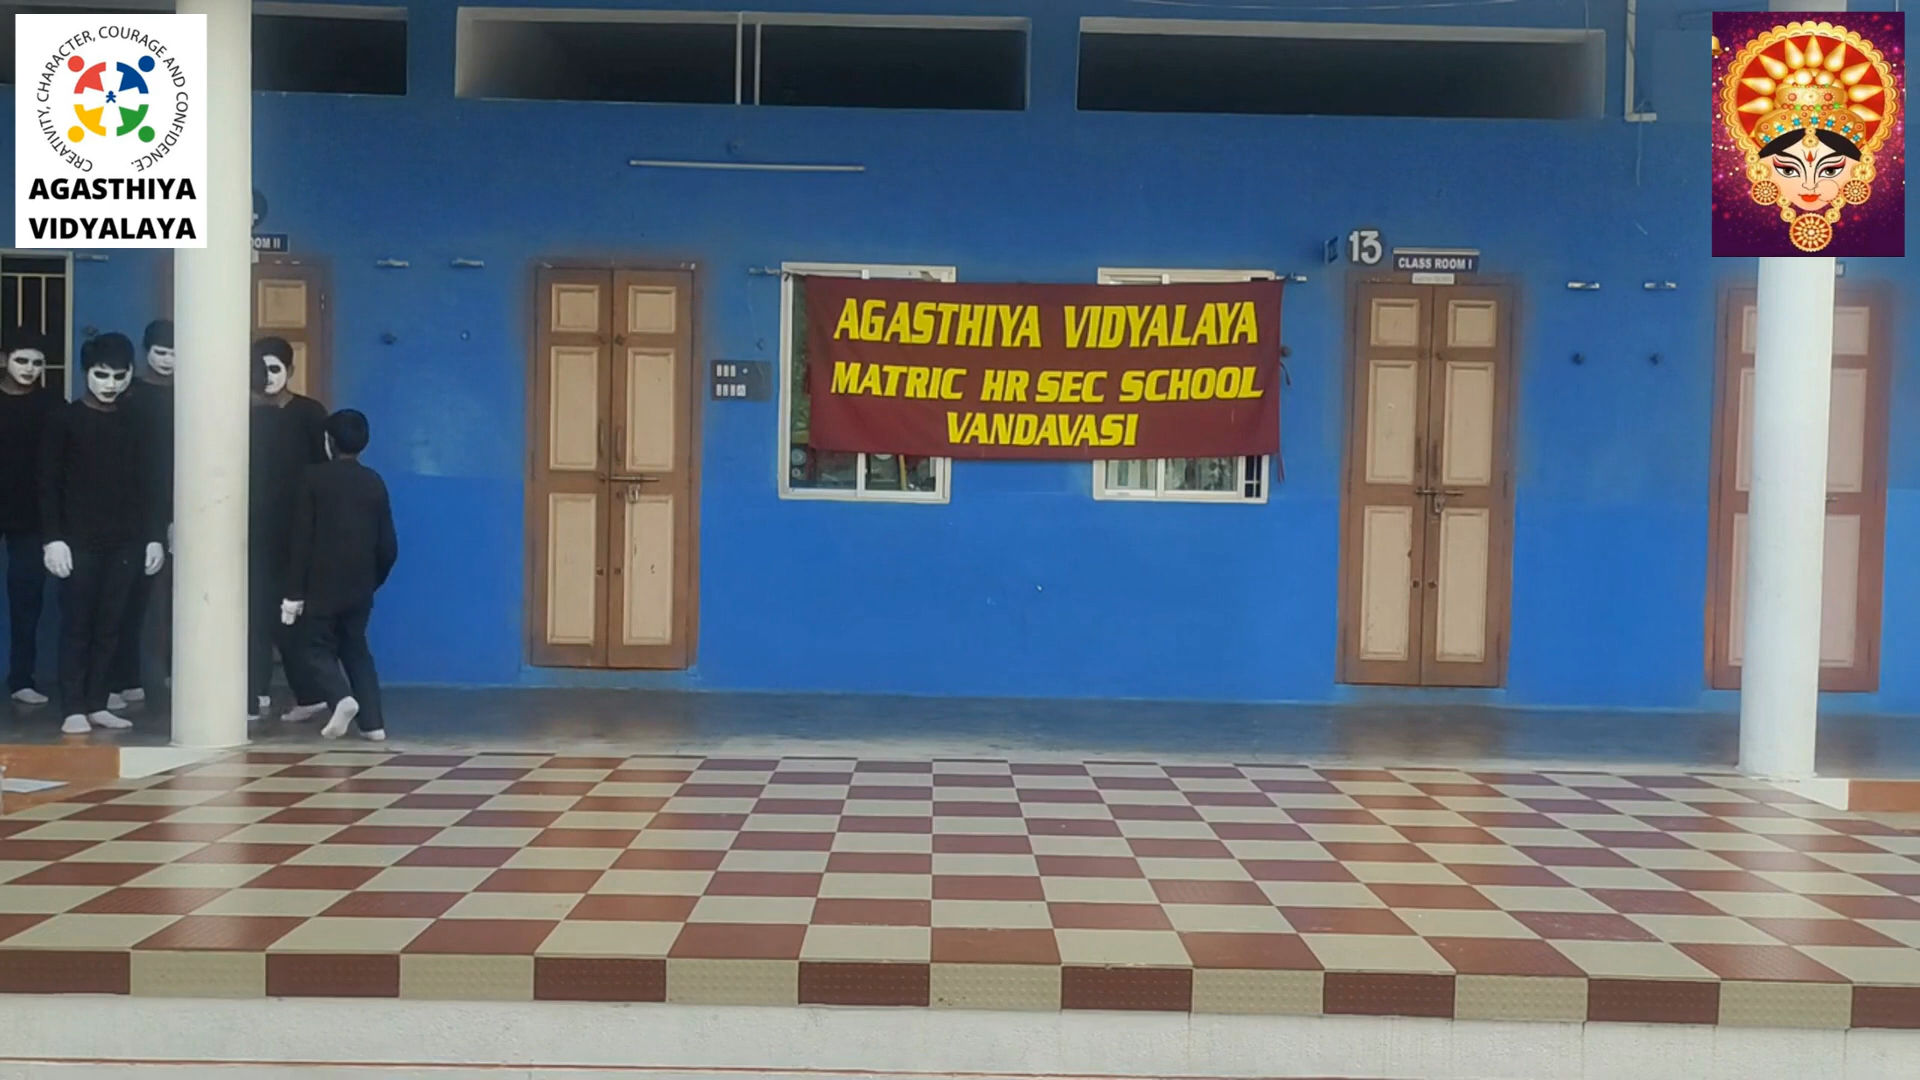 CREATIVITY, CHARACTER, COURAGE AND CONFIDENCE.
AGASTHIYA
VIDYALAYA
OOM II
13
CLASS ROOM I
AGASTHIYA VIDYALAYA
MATRIC HR SEC SCHOOL
VANDAVASI